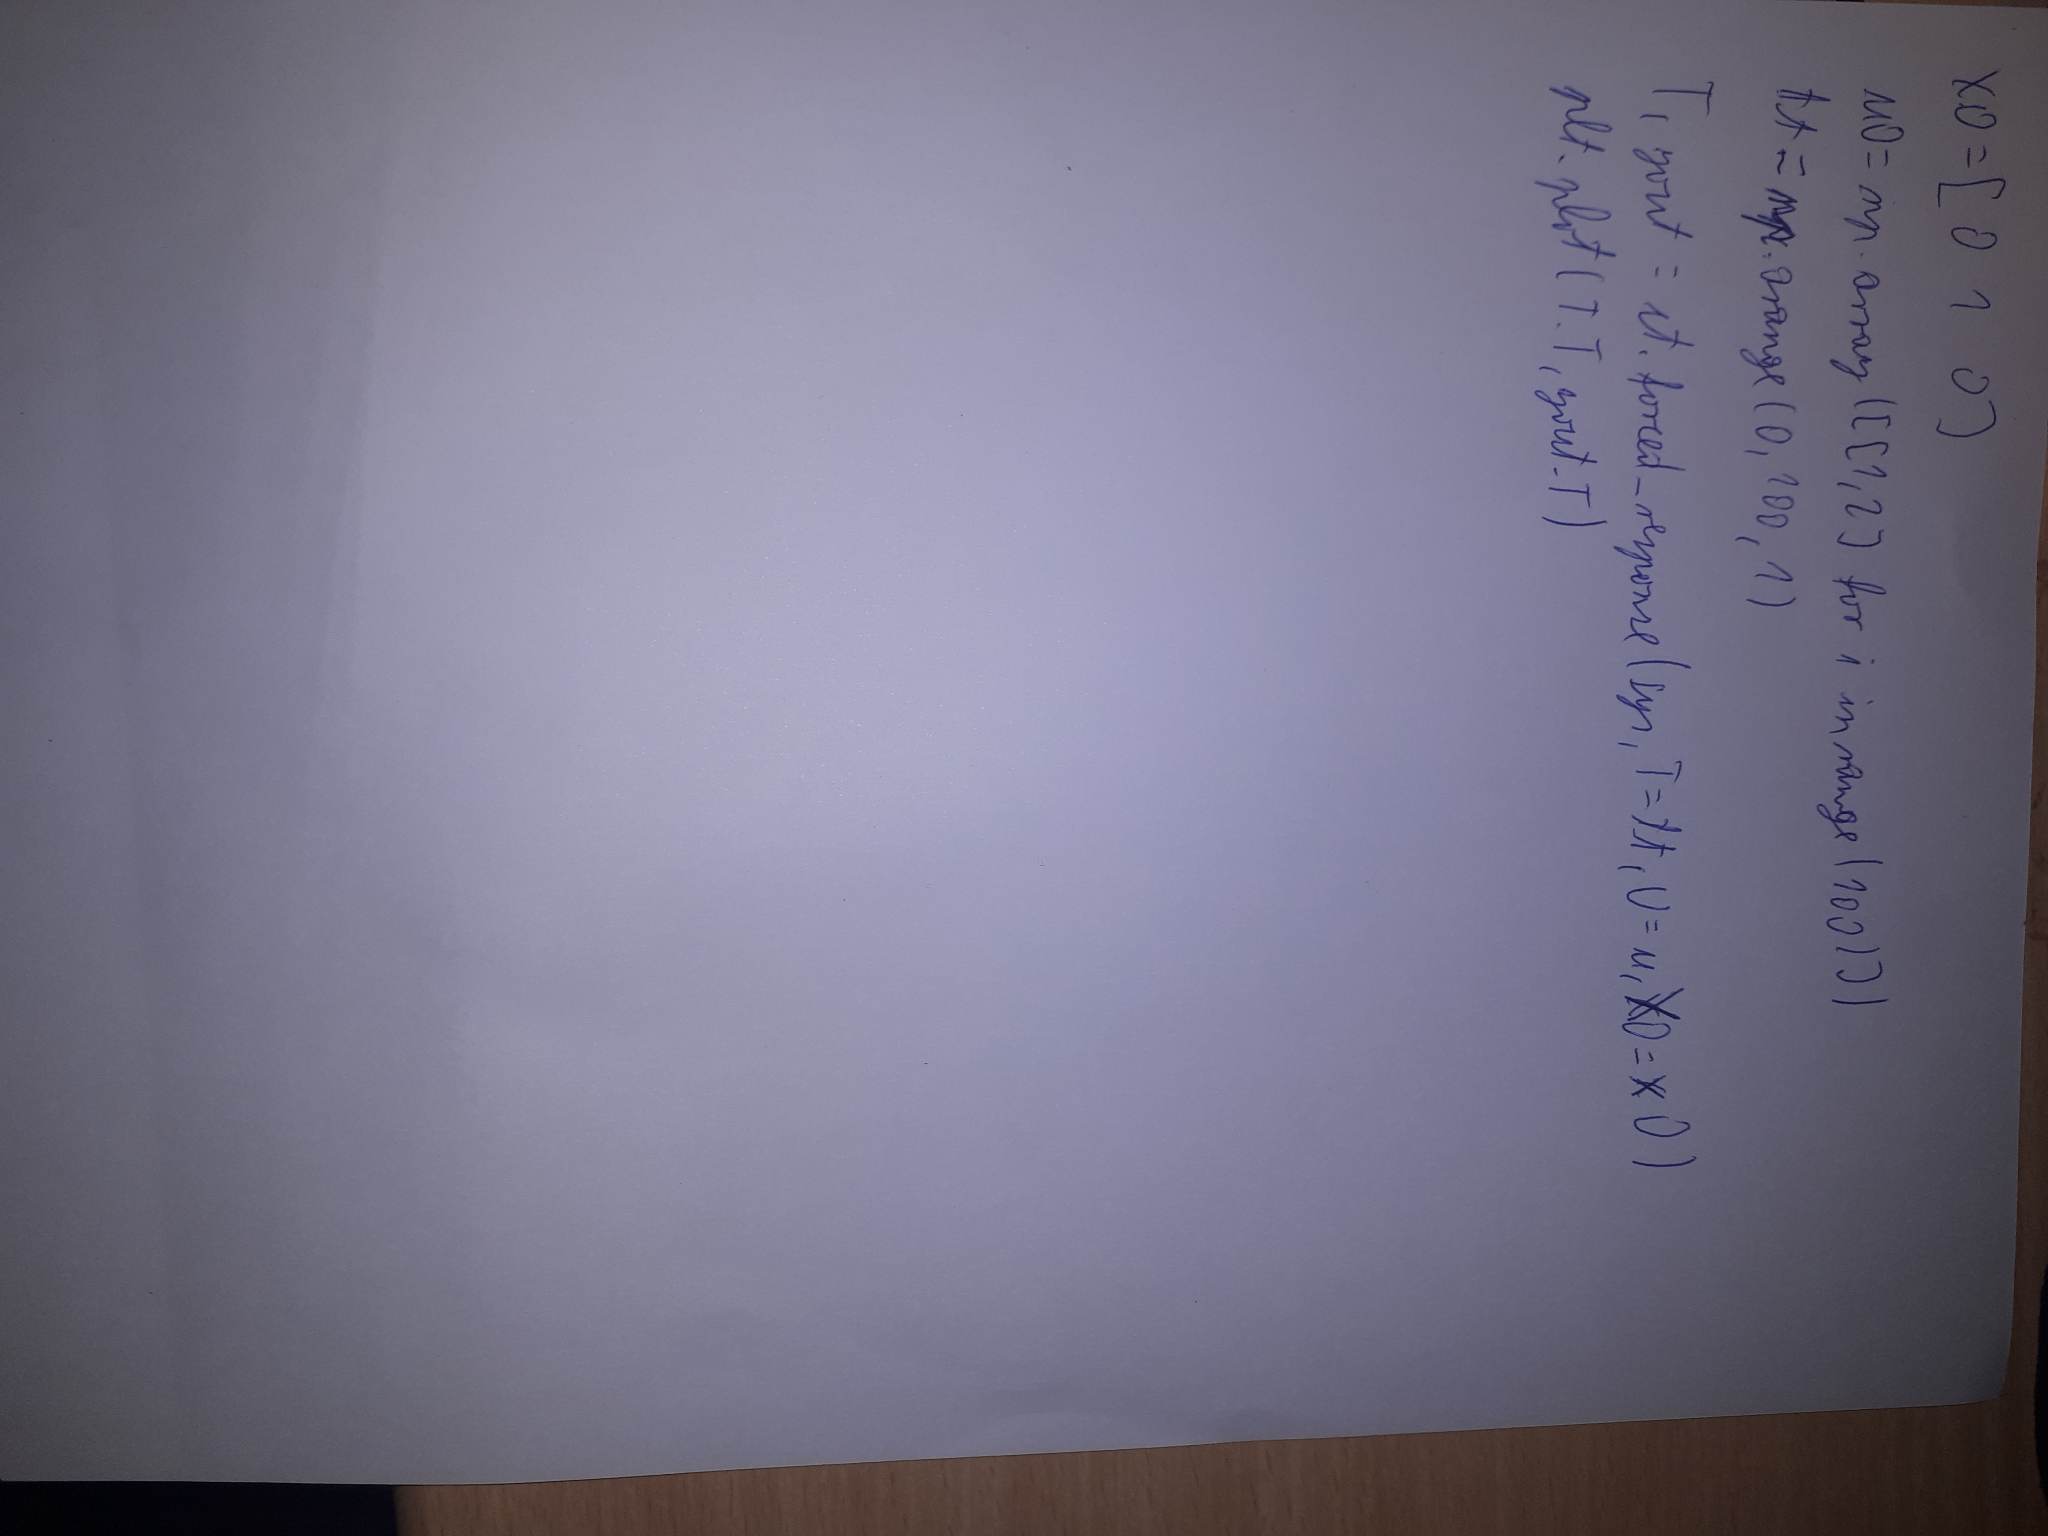 x0=[0 1 0]
u0= np.array([[1,2] for i in range(100)])
tt = np.arange(0,100,1)
T, yout = ct.forced_response(sys, T=tt, U=u, X0=x0)
plt.plot(T.T, yout.T)